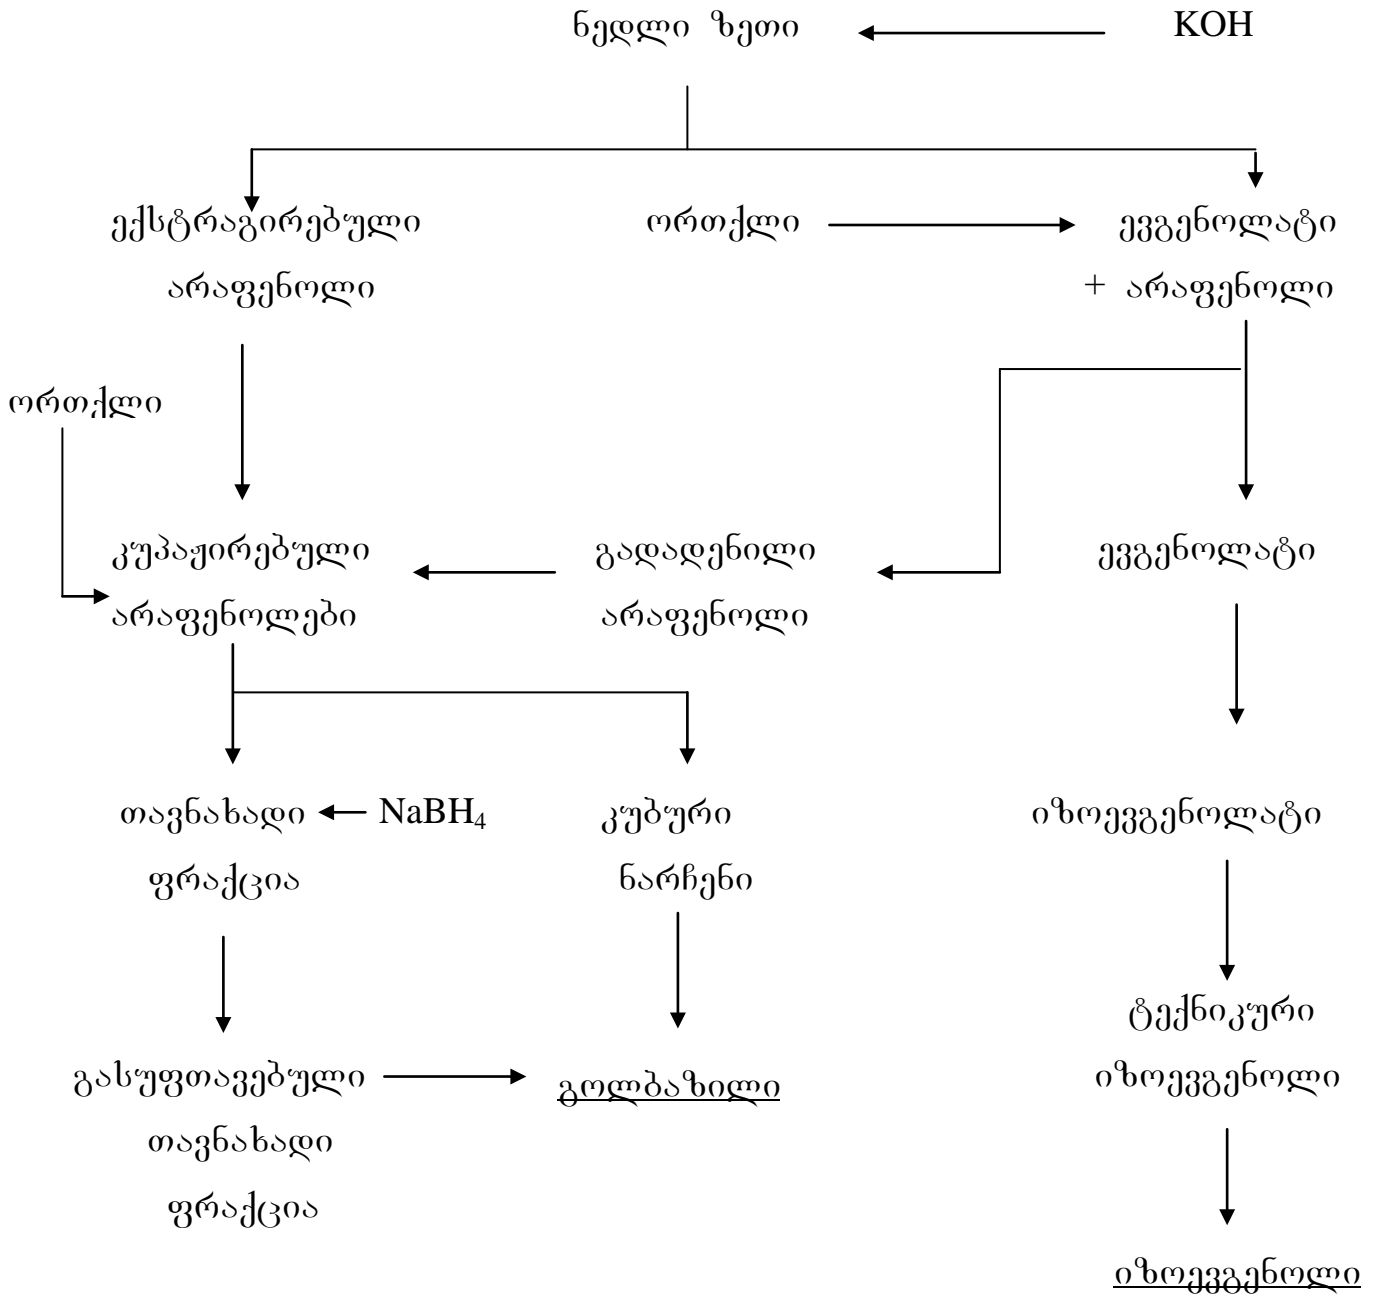 ნედლი ზეთი
KOH
ექსტრაგირებული
არაფენოლი
ორთქლი
ევგენოლატი
+ არაფენოლი
ორთქლი
კუპაჟირებული
არაფენოლები
გადადენილი
არაფენოლი
ევგენოლატი
თავნახადი
ფრაქცია
NaBH₄
კუბური
ნარჩენი
იზოევგენოლატი
ტექნიკური
იზოევგენოლი
გასუფთავებული
თავნახადი
ფრაქცია
გოლბაზილი
იზოევგენოლი